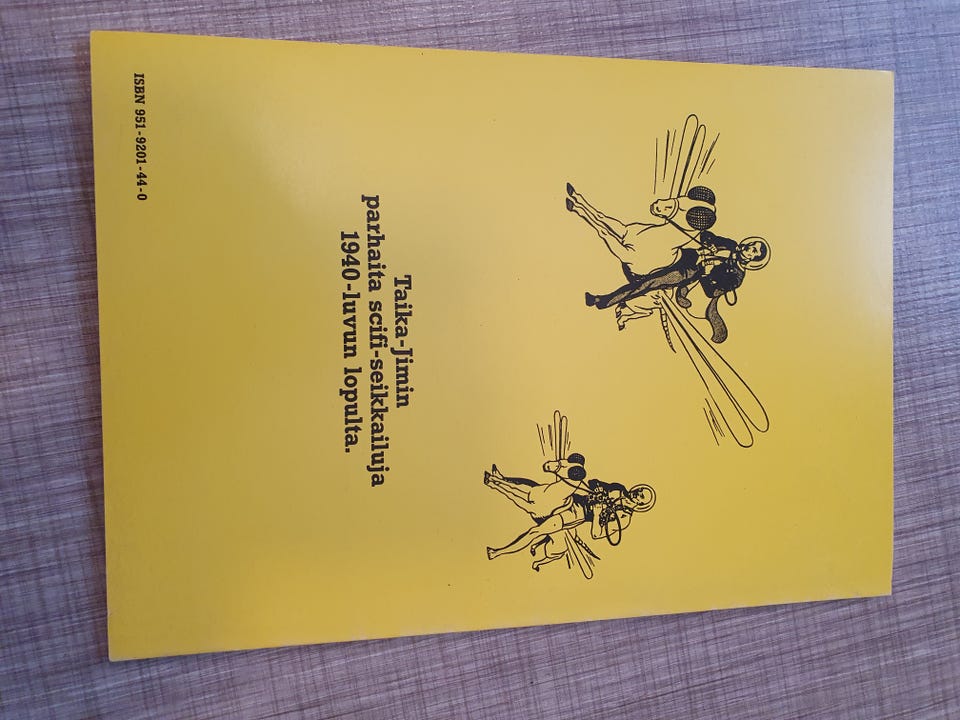 Taika-Jimin
parhaita scifi-seikkailuja
1940-luvun lopulta.
ISBN 951-9201-44-0